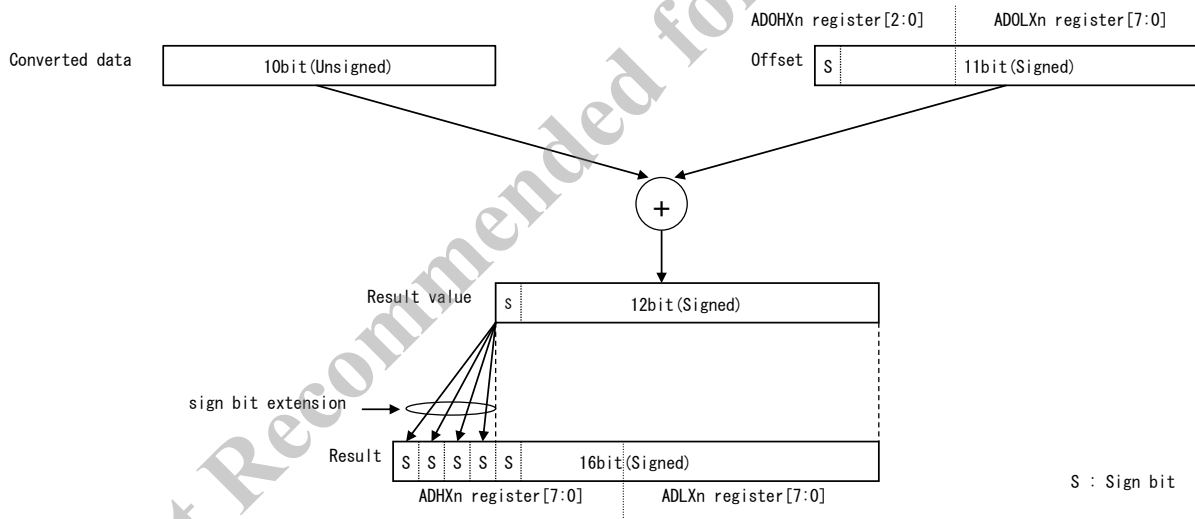 ADOHXn register[2:0] ADOLXn register[7:0]
Converted data 10bit(Unsigned) Offset S 11bit(Signed)
+
Result value S 12bit(Signed)
sign bit extension
Result S S S S S 16bit(Signed)
ADHXn register[7:0] ADLXn register[7:0]
S : Sign bit
Recommended